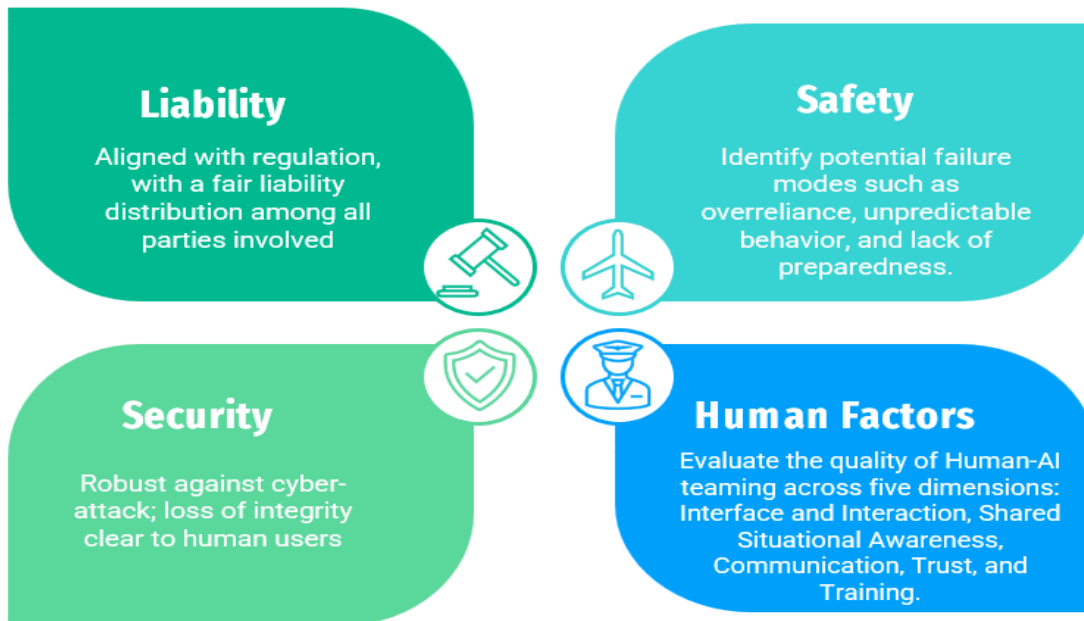 Liability
Aligned with regulation,
with a fair liability
distribution among all
parties involved
Safety
Identify potential failure
modes such as
overreliance, unpredictable
behavior, and lack of
preparedness.
Security
Robust against cyber-
attack; loss of integrity
clear to human users
Human Factors
Evaluate the quality of Human-AI
teaming across five dimensions:
Interface and Interaction, Shared
Situational Awareness,
Communication, Trust, and
Training.